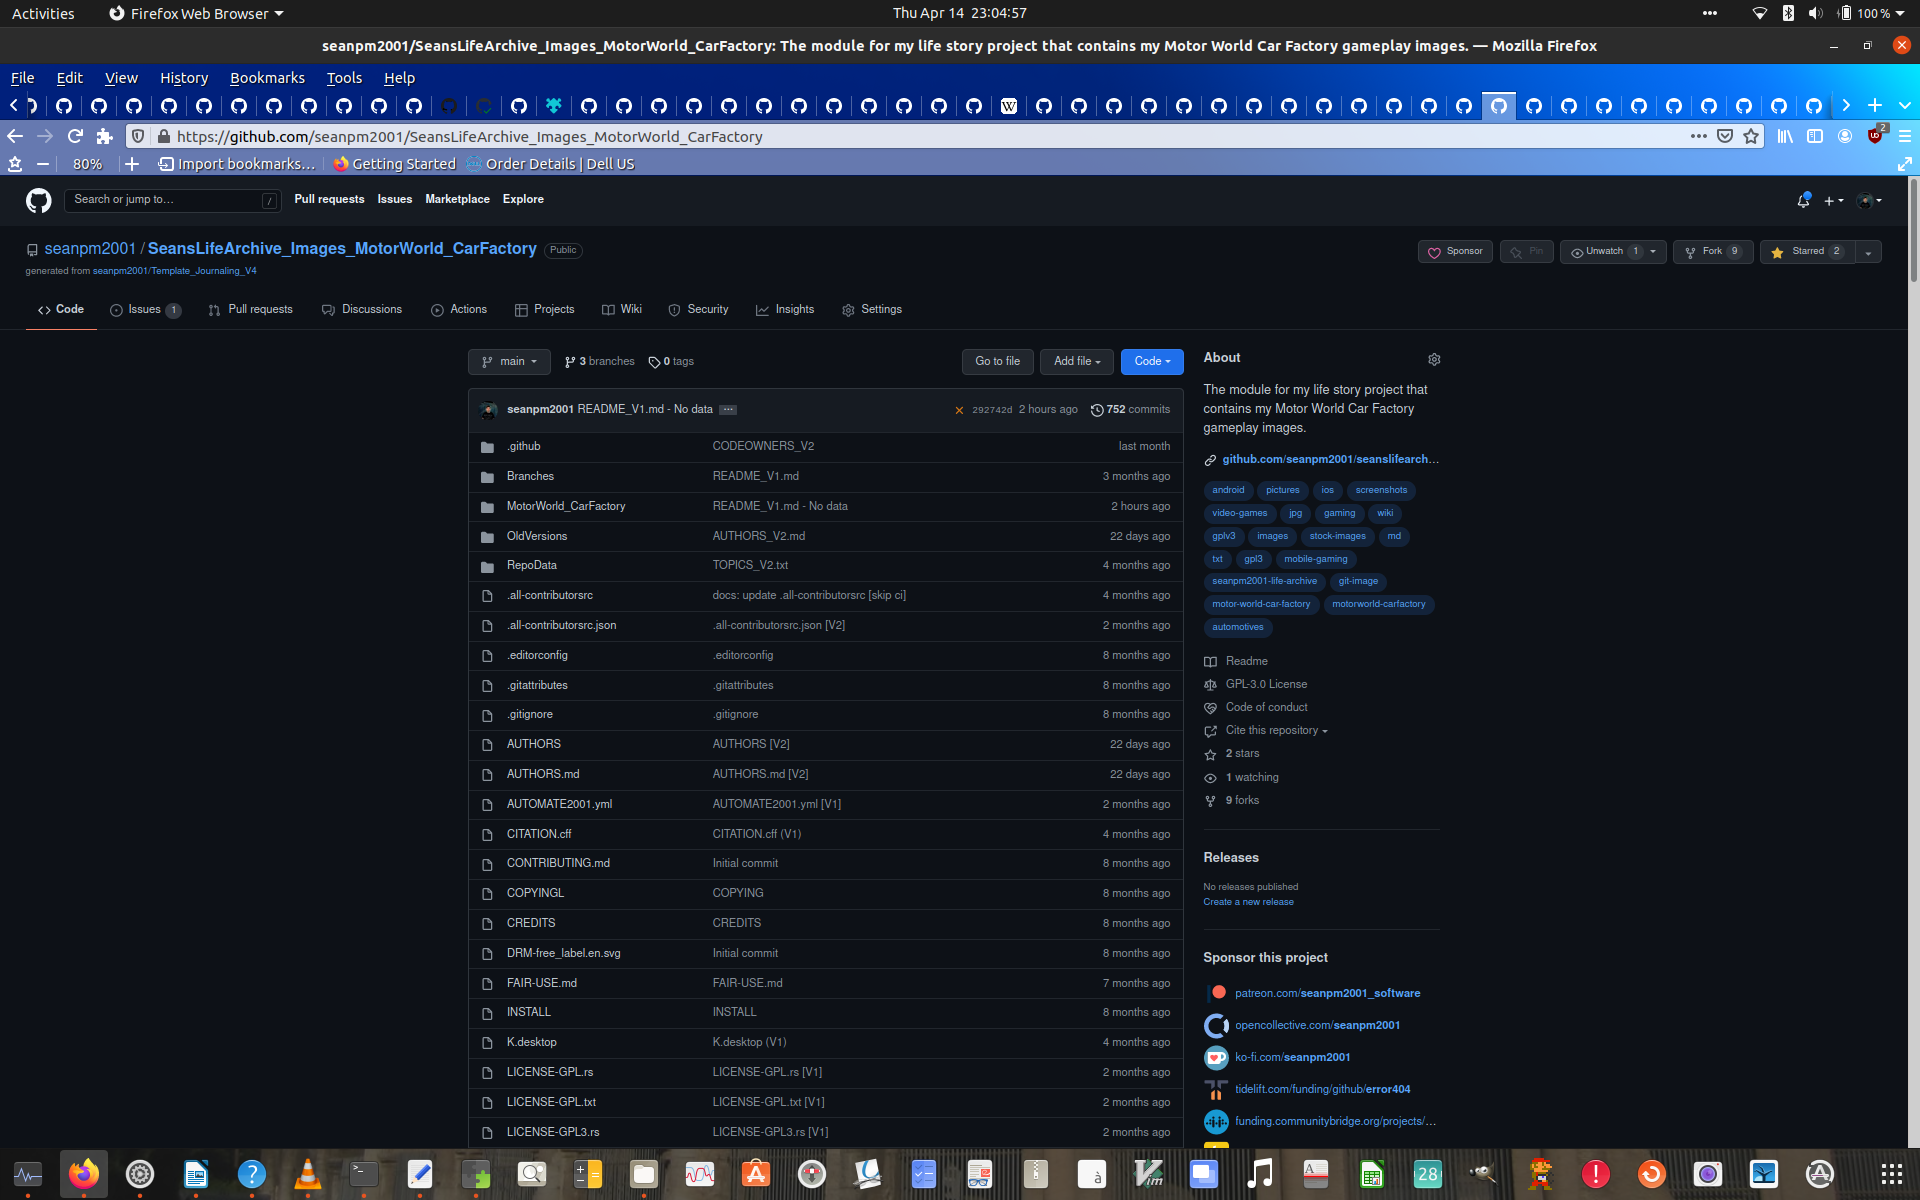 Activities
Firefox Web Browser
Thu Apr 14 23:04:57
100 %
seanpm2001/SeansLifeArchive_Images_MotorWorld_CarFactory: The module for my life story project that contains my Motor World Car Factory gameplay images. — Mozilla Firefox
File Edit View History Bookmarks Tools Help
https://github.com/seanpm2001/SeansLifeArchive_Images_MotorWorld_CarFactory
2
80%
Import bookmarks…
Getting Started
Order Details | Dell US
Search or jump to… /
Pull requests Issues Marketplace Explore
seanpm2001 / SeansLifeArchive_Images_MotorWorld_CarFactory Public
generated from seanpm2001/Template_Journaling_V4
Sponsor
Pin
Unwatch 1
Fork 9
Starred 2
Code
Issues 1
Pull requests
Discussions
Actions
Projects
Wiki
Security
Insights
Settings
main
3 branches
0 tags
Go to file
Add file
Code
seanpm2001 README_V1.md - No data ... 292742d 2 hours ago 752 commits
.github CODEOWNERS_V2 last month
Branches README_V1.md 3 months ago
MotorWorld_CarFactory README_V1.md - No data 2 hours ago
OldVersions AUTHORS_V2.md 22 days ago
RepoData TOPICS_V2.txt 4 months ago
.all-contributorsrc docs: update .all-contributorsrc [skip ci] 4 months ago
.all-contributorsrc.json .all-contributorsrc.json [V2] 2 months ago
.editorconfig .editorconfig 8 months ago
.gitattributes .gitattributes 8 months ago
.gitignore .gitignore 8 months ago
AUTHORS AUTHORS [V2] 22 days ago
AUTHORS.md AUTHORS.md [V2] 22 days ago
AUTOMATE2001.yml AUTOMATE2001.yml [V1] 2 months ago
CITATION.cff CITATION.cff (V1) 4 months ago
CONTRIBUTING.md Initial commit 8 months ago
COPYINGL COPYING 8 months ago
CREDITS CREDITS 8 months ago
DRM-free_label.en.svg Initial commit 8 months ago
FAIR-USE.md FAIR-USE.md 7 months ago
INSTALL INSTALL 8 months ago
K.desktop K.desktop (V1) 4 months ago
LICENSE-GPL.rs LICENSE-GPL.rs [V1] 2 months ago
LICENSE-GPL.txt LICENSE-GPL.txt [V1] 2 months ago
LICENSE-GPL3.rs LICENSE-GPL3.rs [V1] 2 months ago
About
The module for my life story project that
contains my Motor World Car Factory
gameplay images.
github.com/seanpm2001/seanslifearch…
android pictures ios screenshots
video-games jpg gaming wiki
gplv3 images stock-images md
txt gpl3 mobile-gaming
seanpm2001-life-archive git-image
motor-world-car-factory motorworld-carfactory
automotives
Readme
GPL-3.0 License
Code of conduct
Cite this repository
2 stars
1 watching
9 forks
Releases
No releases published
Create a new release
Sponsor this project
patreon.com/seanpm2001_software
opencollective.com/seanpm2001
ko-fi.com/seanpm2001
tidelift.com/funding/github/error404
funding.communitybridge.org/projects/…
28